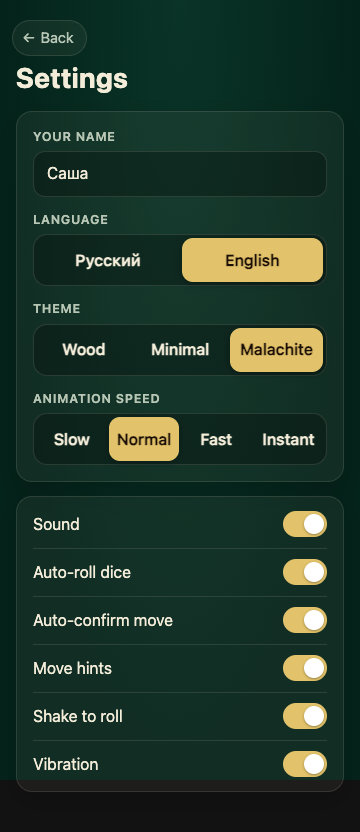 ← Back
Settings
YOUR NAME
Саша
LANGUAGE
Русский English
THEME
Wood Minimal Malachite
ANIMATION SPEED
Slow Normal Fast Instant
Sound
Auto-roll dice
Auto-confirm move
Move hints
Shake to roll
Vibration